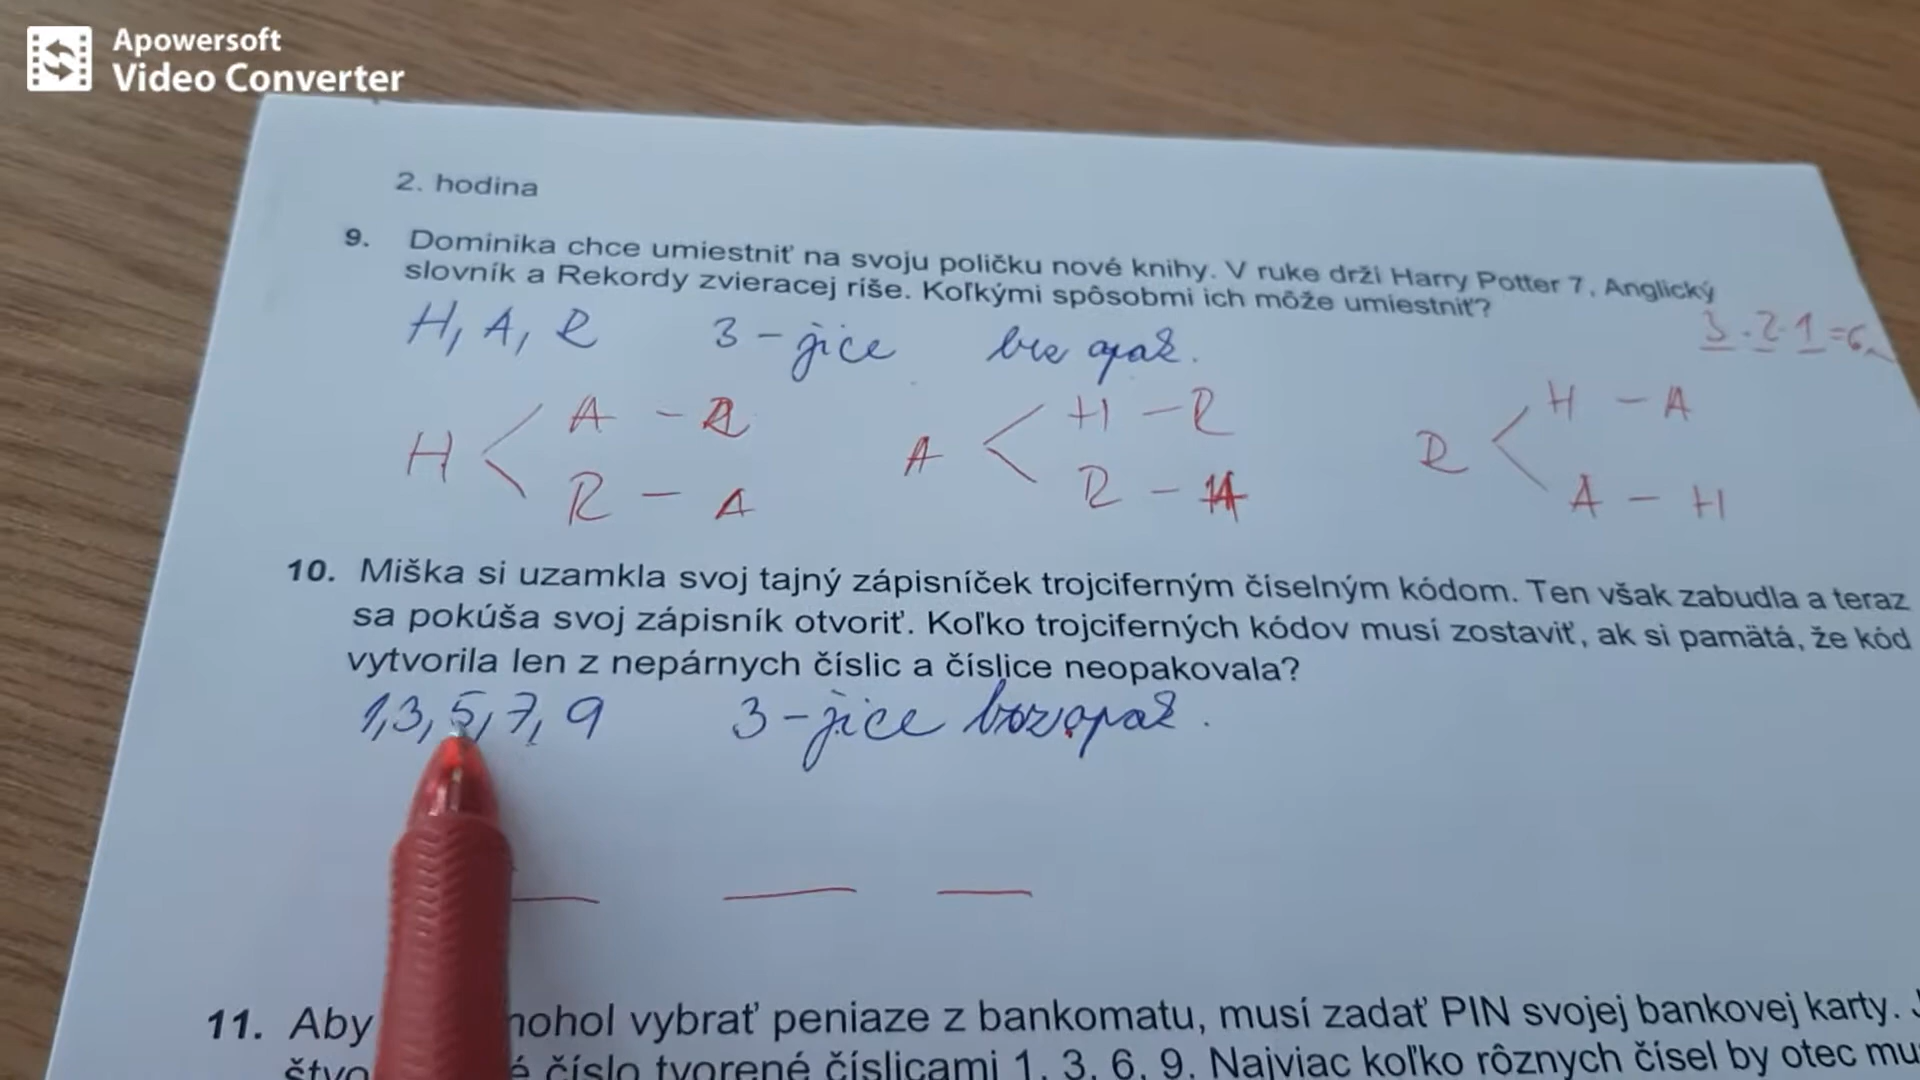 Apowersoft
Video Converter
2. hodina
9. Dominika chce umiestniť na svoju poličku nové knihy. V ruke drží Harry Potter 7, Anglický
slovník a Rekordy zvieracej ríše. Koľkými spôsobmi ich môže umiestniť?
H, A, R 3-jice bez opak.
3 · 2 · 1 = 6
A - R H - R H - A
H A R
R - A R - H A - H
10. Miška si uzamkla svoj tajný zápisníček trojciferným číselným kódom. Ten však zabudla a teraz
sa pokúša svoj zápisník otvoriť. Koľko trojciferných kódov musí zostaviť, ak si pamätá, že kód
vytvorila len z nepárnych číslic a číslice neopakovala?
1, 3, 5, 7, 9 3-jice bez opak.
11. Aby mohol vybrať peniaze z bankomatu, musí zadať PIN svojej bankovej karty.
číslo tvorené číslicami 1, 3, 6, 9. Najviac koľko rôznych čísel by otec